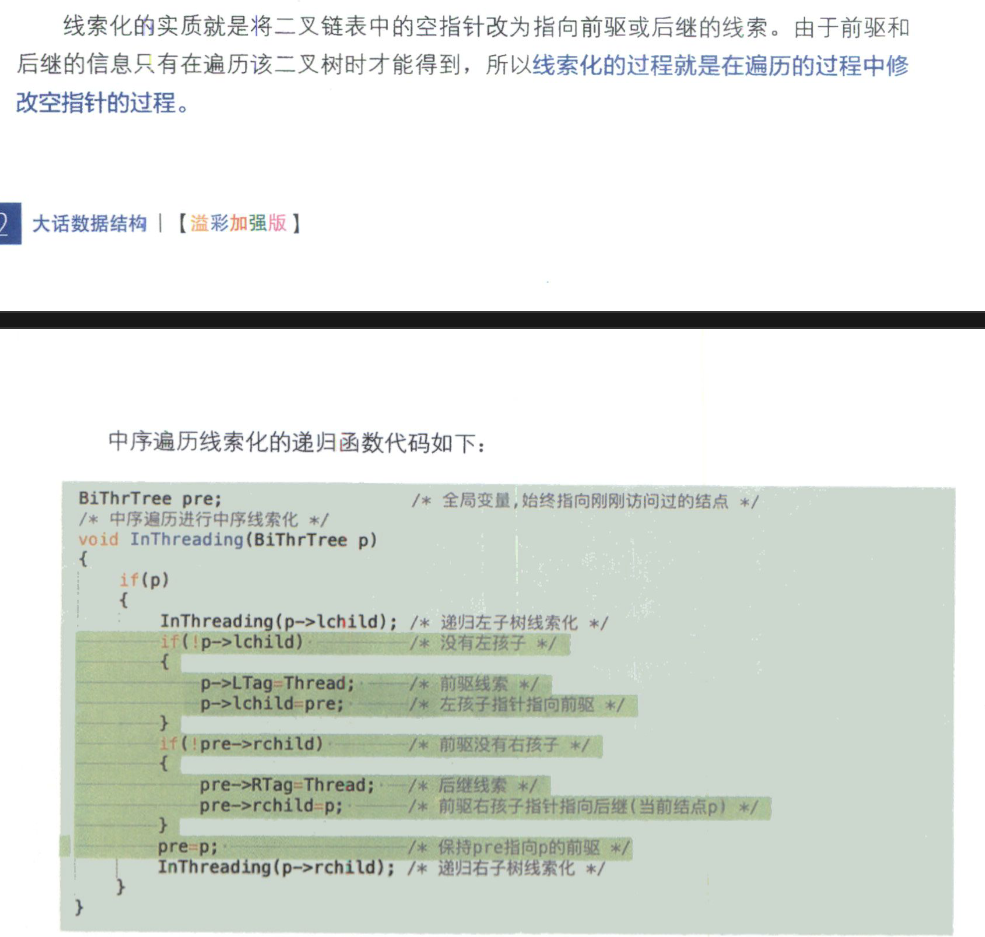 线索化的实质就是将二叉链表中的空指针改为指向前驱或后继的线索。由于前驱和
后继的信息只有在遍历该二叉树时才能得到，所以线索化的过程就是在遍历的过程中修
改空指针的过程。
2 大话数据结构 | 【溢彩加强版】
中序遍历线索化的递归函数代码如下：
BiThrTree pre; /* 全局变量,始终指向刚刚访问过的结点 */
/* 中序遍历进行中序线索化 */
void InThreading(BiThrTree p)
{
if(p)
{
InThreading(p->lchild); /* 递归左子树线索化 */
if(!p->lchild) /* 没有左孩子 */
{
p->LTag=Thread; /* 前驱线索 */
p->lchild=pre; /* 左孩子指针指向前驱 */
}
if(!pre->rchild) /* 前驱没有右孩子 */
{
pre->RTag=Thread; /* 后继线索 */
pre->rchild=p; /* 前驱右孩子指针指向后继(当前结点p) */
}
pre=p; /* 保持pre指向p的前驱 */
InThreading(p->rchild); /* 递归右子树线索化 */
}
}